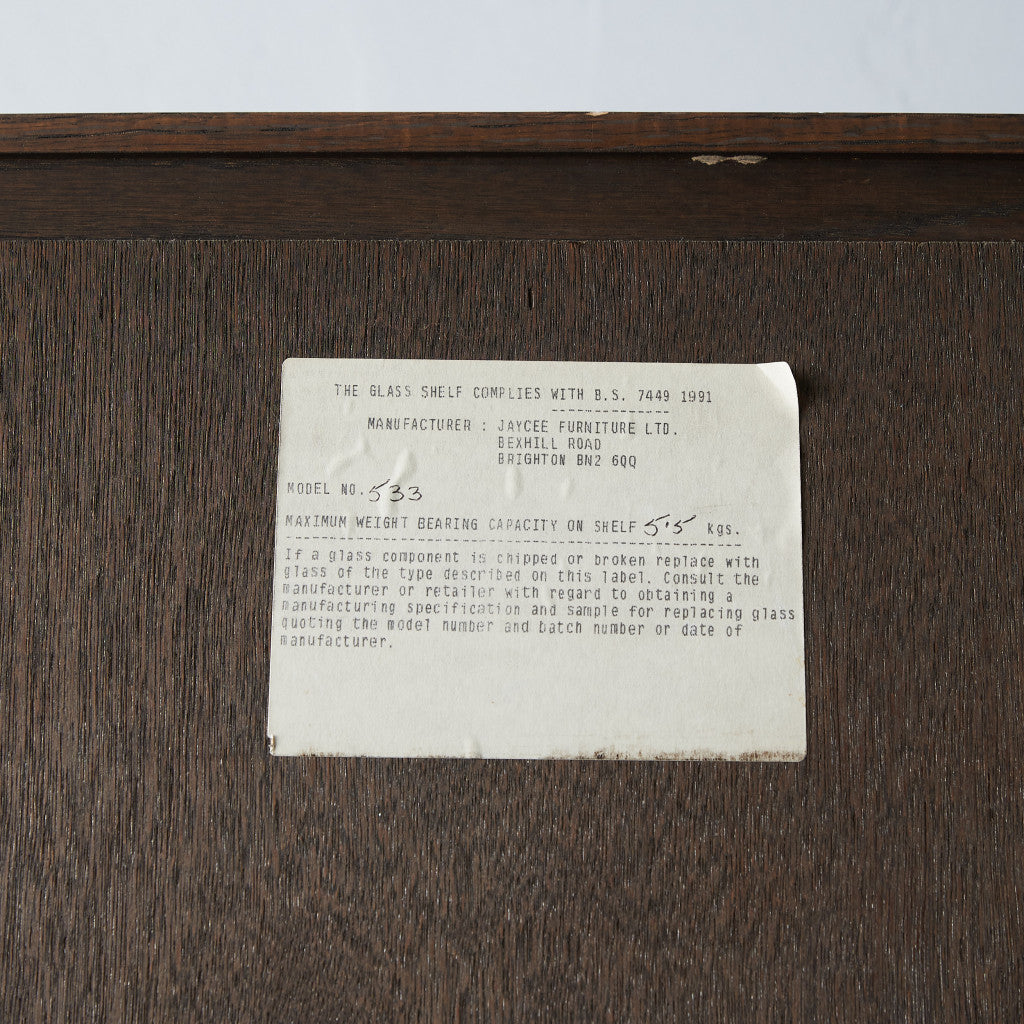 THE GLASS SHELF COMPLIES WITH B.S. 7449 1991
MANUFACTURER : JAYCEE FURNITURE LTD.
BEXHILL ROAD
BRIGHTON BN2 6QQ
MODEL NO. 533
MAXIMUM WEIGHT BEARING CAPACITY ON SHELF 5.5 kgs.
If a glass component is chipped or broken replace with
glass of the type described on this label. Consult the
manufacturer or retailer with regard to obtaining a
manufacturing specification and sample for replacing glass
quoting the model number and batch number or date of
manufacturer.